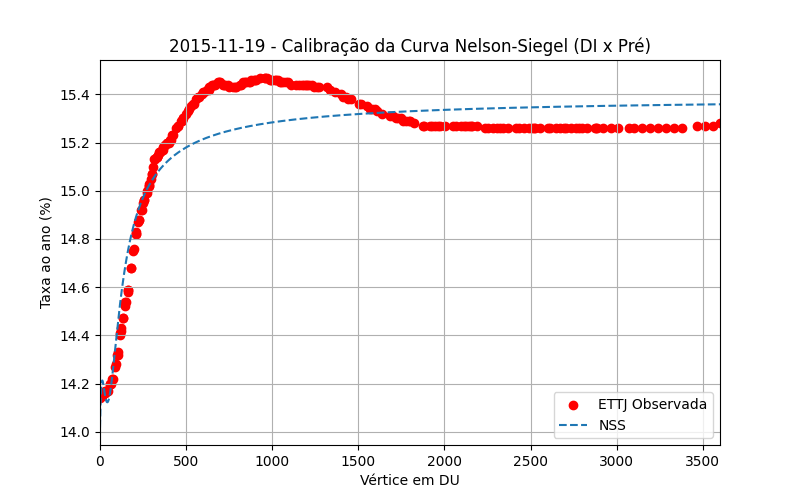 2015-11-19 - Calibração da Curva Nelson-Siegel (DI x Pré)
Taxa ao ano (%)
15.4
15.2
15.0
14.8
14.6
14.4
14.2
14.0
0 500 1000 1500 2000 2500 3000 3500
Vértice em DU
ETTJ Observada
NSS